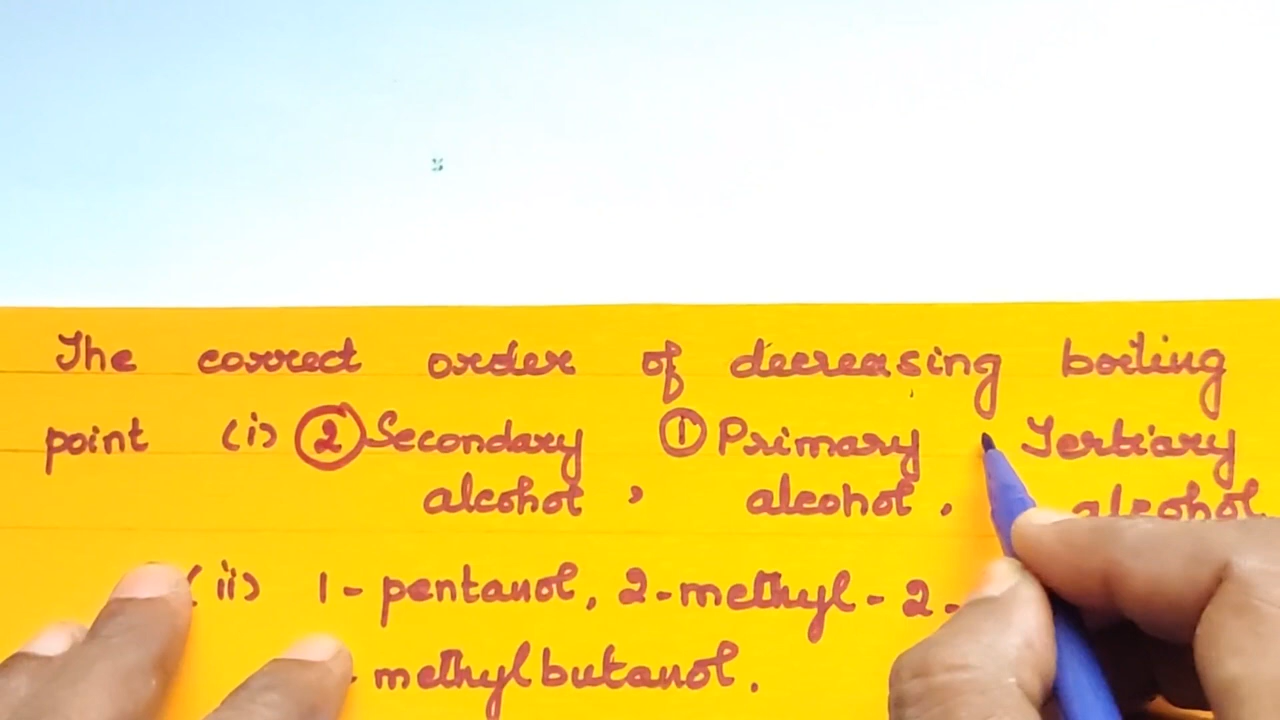 The correct order of decreasing boiling
point (i) ② Secondary ① Primary Tertiary
alcohol, alcohol, alcohol.
(ii) 1-pentanol, 2-methyl-2-
methylbutanol.